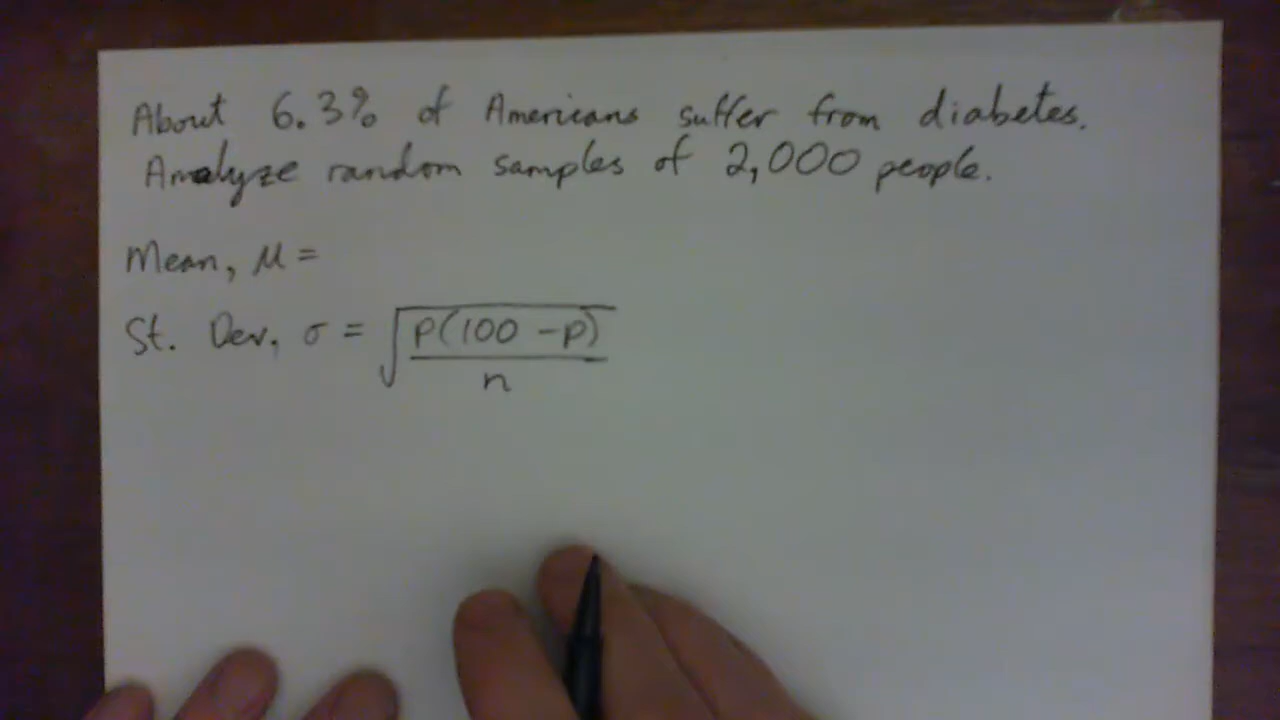 About 6.3% of Americans suffer from diabetes.
Analyze random samples of 2,000 people.
Mean, μ =
St. Dev. σ = √(p(100 - p)/n)